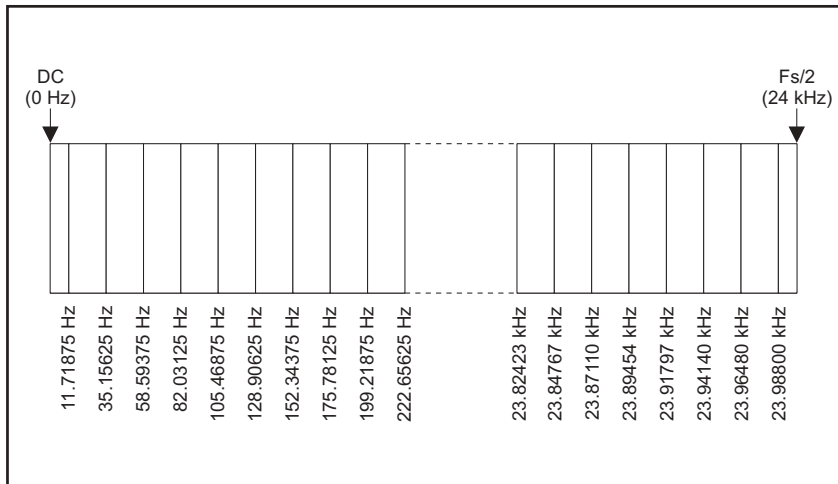 DC
(0 Hz)
Fs/2
(24 kHz)
11.71875 Hz
35.15625 Hz
58.59375 Hz
82.03125 Hz
105.46875 Hz
128.90625 Hz
152.34375 Hz
175.78125 Hz
199.21875 Hz
222.65625 Hz
23.82423 kHz
23.84767 kHz
23.87110 kHz
23.89454 kHz
23.91797 kHz
23.94140 kHz
23.96480 kHz
23.98800 kHz